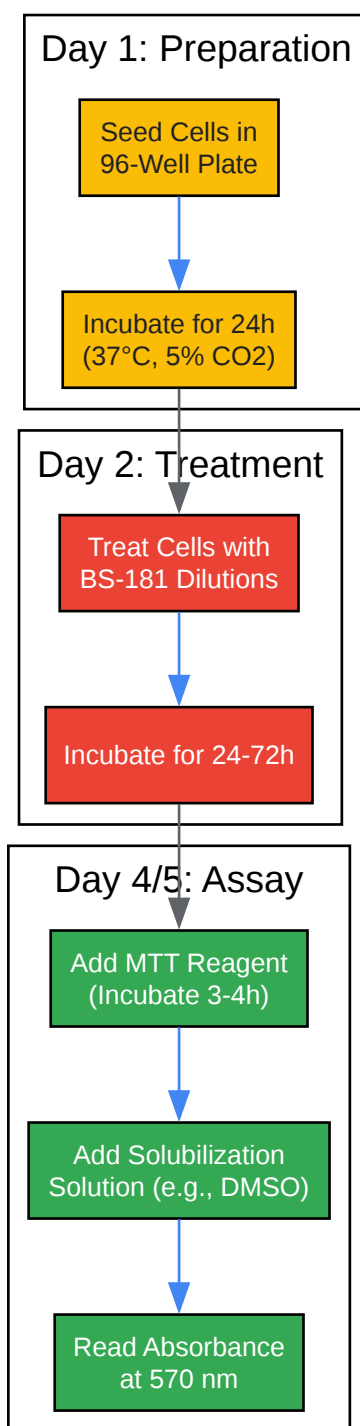 Day 1: Preparation
Seed Cells in
96-Well Plate
Incubate for 24h
(37°C, 5% CO2)
Day 2: Treatment
Treat Cells with
BS-181 Dilutions
Incubate for 24-72h
Day 4/5: Assay
Add MTT Reagent
(Incubate 3-4h)
Add Solubilization
Solution (e.g., DMSO)
Read Absorbance
at 570 nm